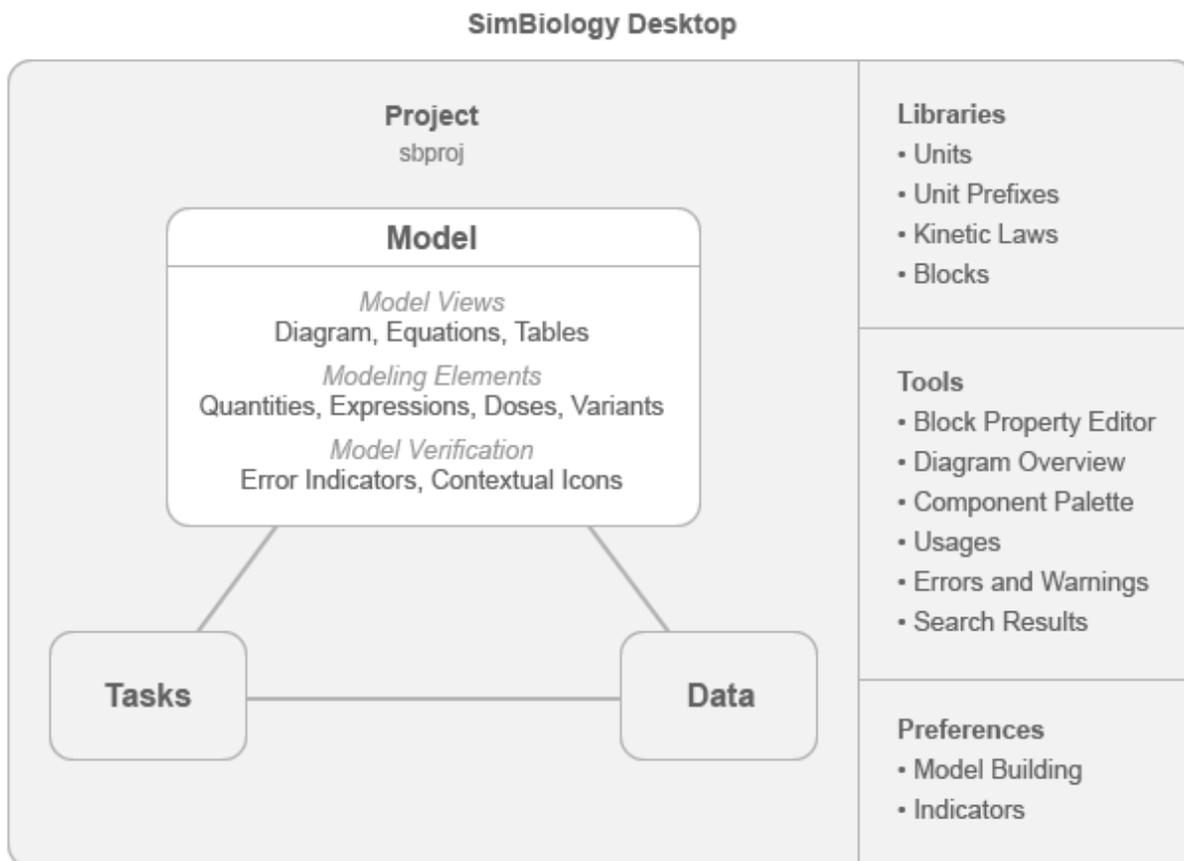 SimBiology Desktop
Project
sbproj
Model
Model Views
Diagram, Equations, Tables
Modeling Elements
Quantities, Expressions, Doses, Variants
Model Verification
Error Indicators, Contextual Icons
Tasks
Data
Libraries
• Units
• Unit Prefixes
• Kinetic Laws
• Blocks
Tools
• Block Property Editor
• Diagram Overview
• Component Palette
• Usages
• Errors and Warnings
• Search Results
Preferences
• Model Building
• Indicators